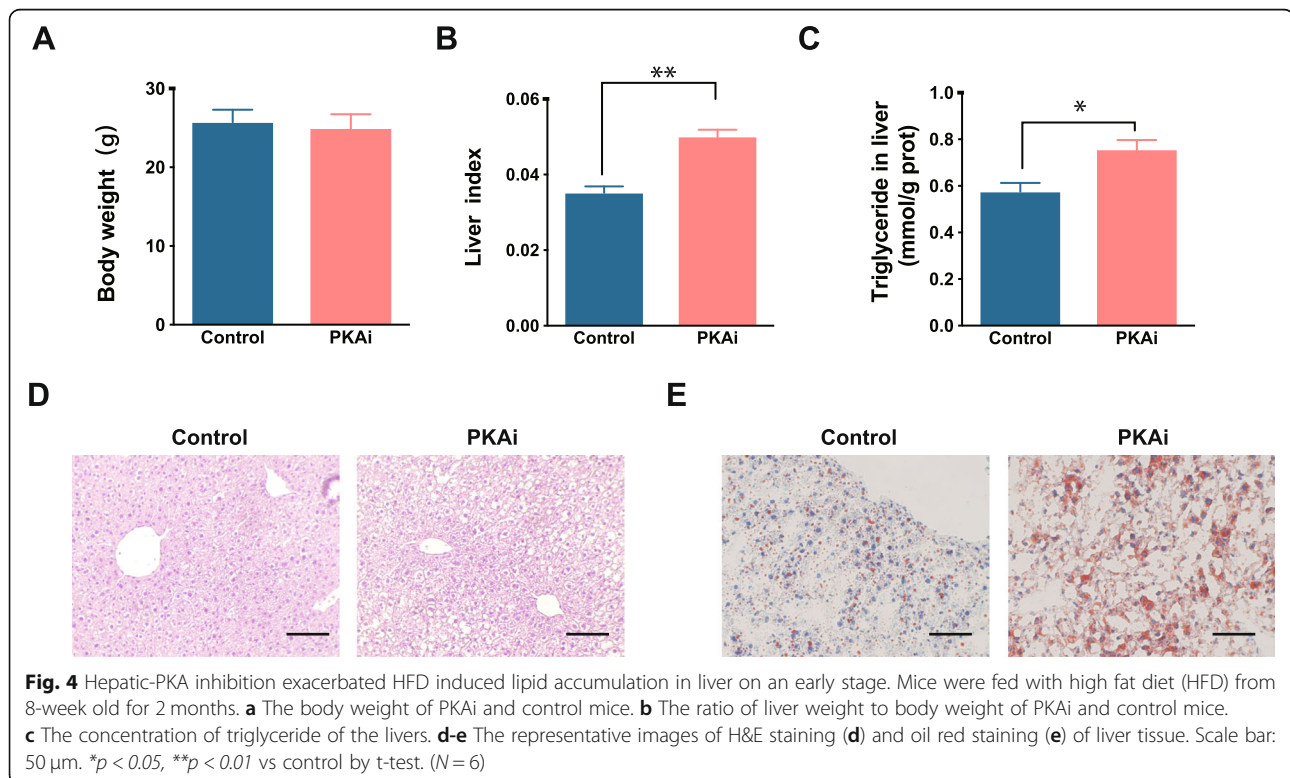 A
B
C
Body weight (g)
30
20
10
0
Control
PKAi
Liver index
0.06
0.04
0.02
0.00
**
Control
PKAi
Triglyceride in liver
(mmol/g prot)
1.0
0.8
0.6
0.4
0.2
0.0
*
Control
PKAi
D
Control
PKAi
E
Control
PKAi
Fig. 4 Hepatic-PKA inhibition exacerbated HFD induced lipid accumulation in liver on an early stage. Mice were fed with high fat diet (HFD) from
8-week old for 2 months. a The body weight of PKAi and control mice. b The ratio of liver weight to body weight of PKAi and control mice.
c The concentration of triglyceride of the livers. d-e The representative images of H&E staining (d) and oil red staining (e) of liver tissue. Scale bar:
50 μm. *p < 0.05, **p < 0.01 vs control by t-test. (N = 6)